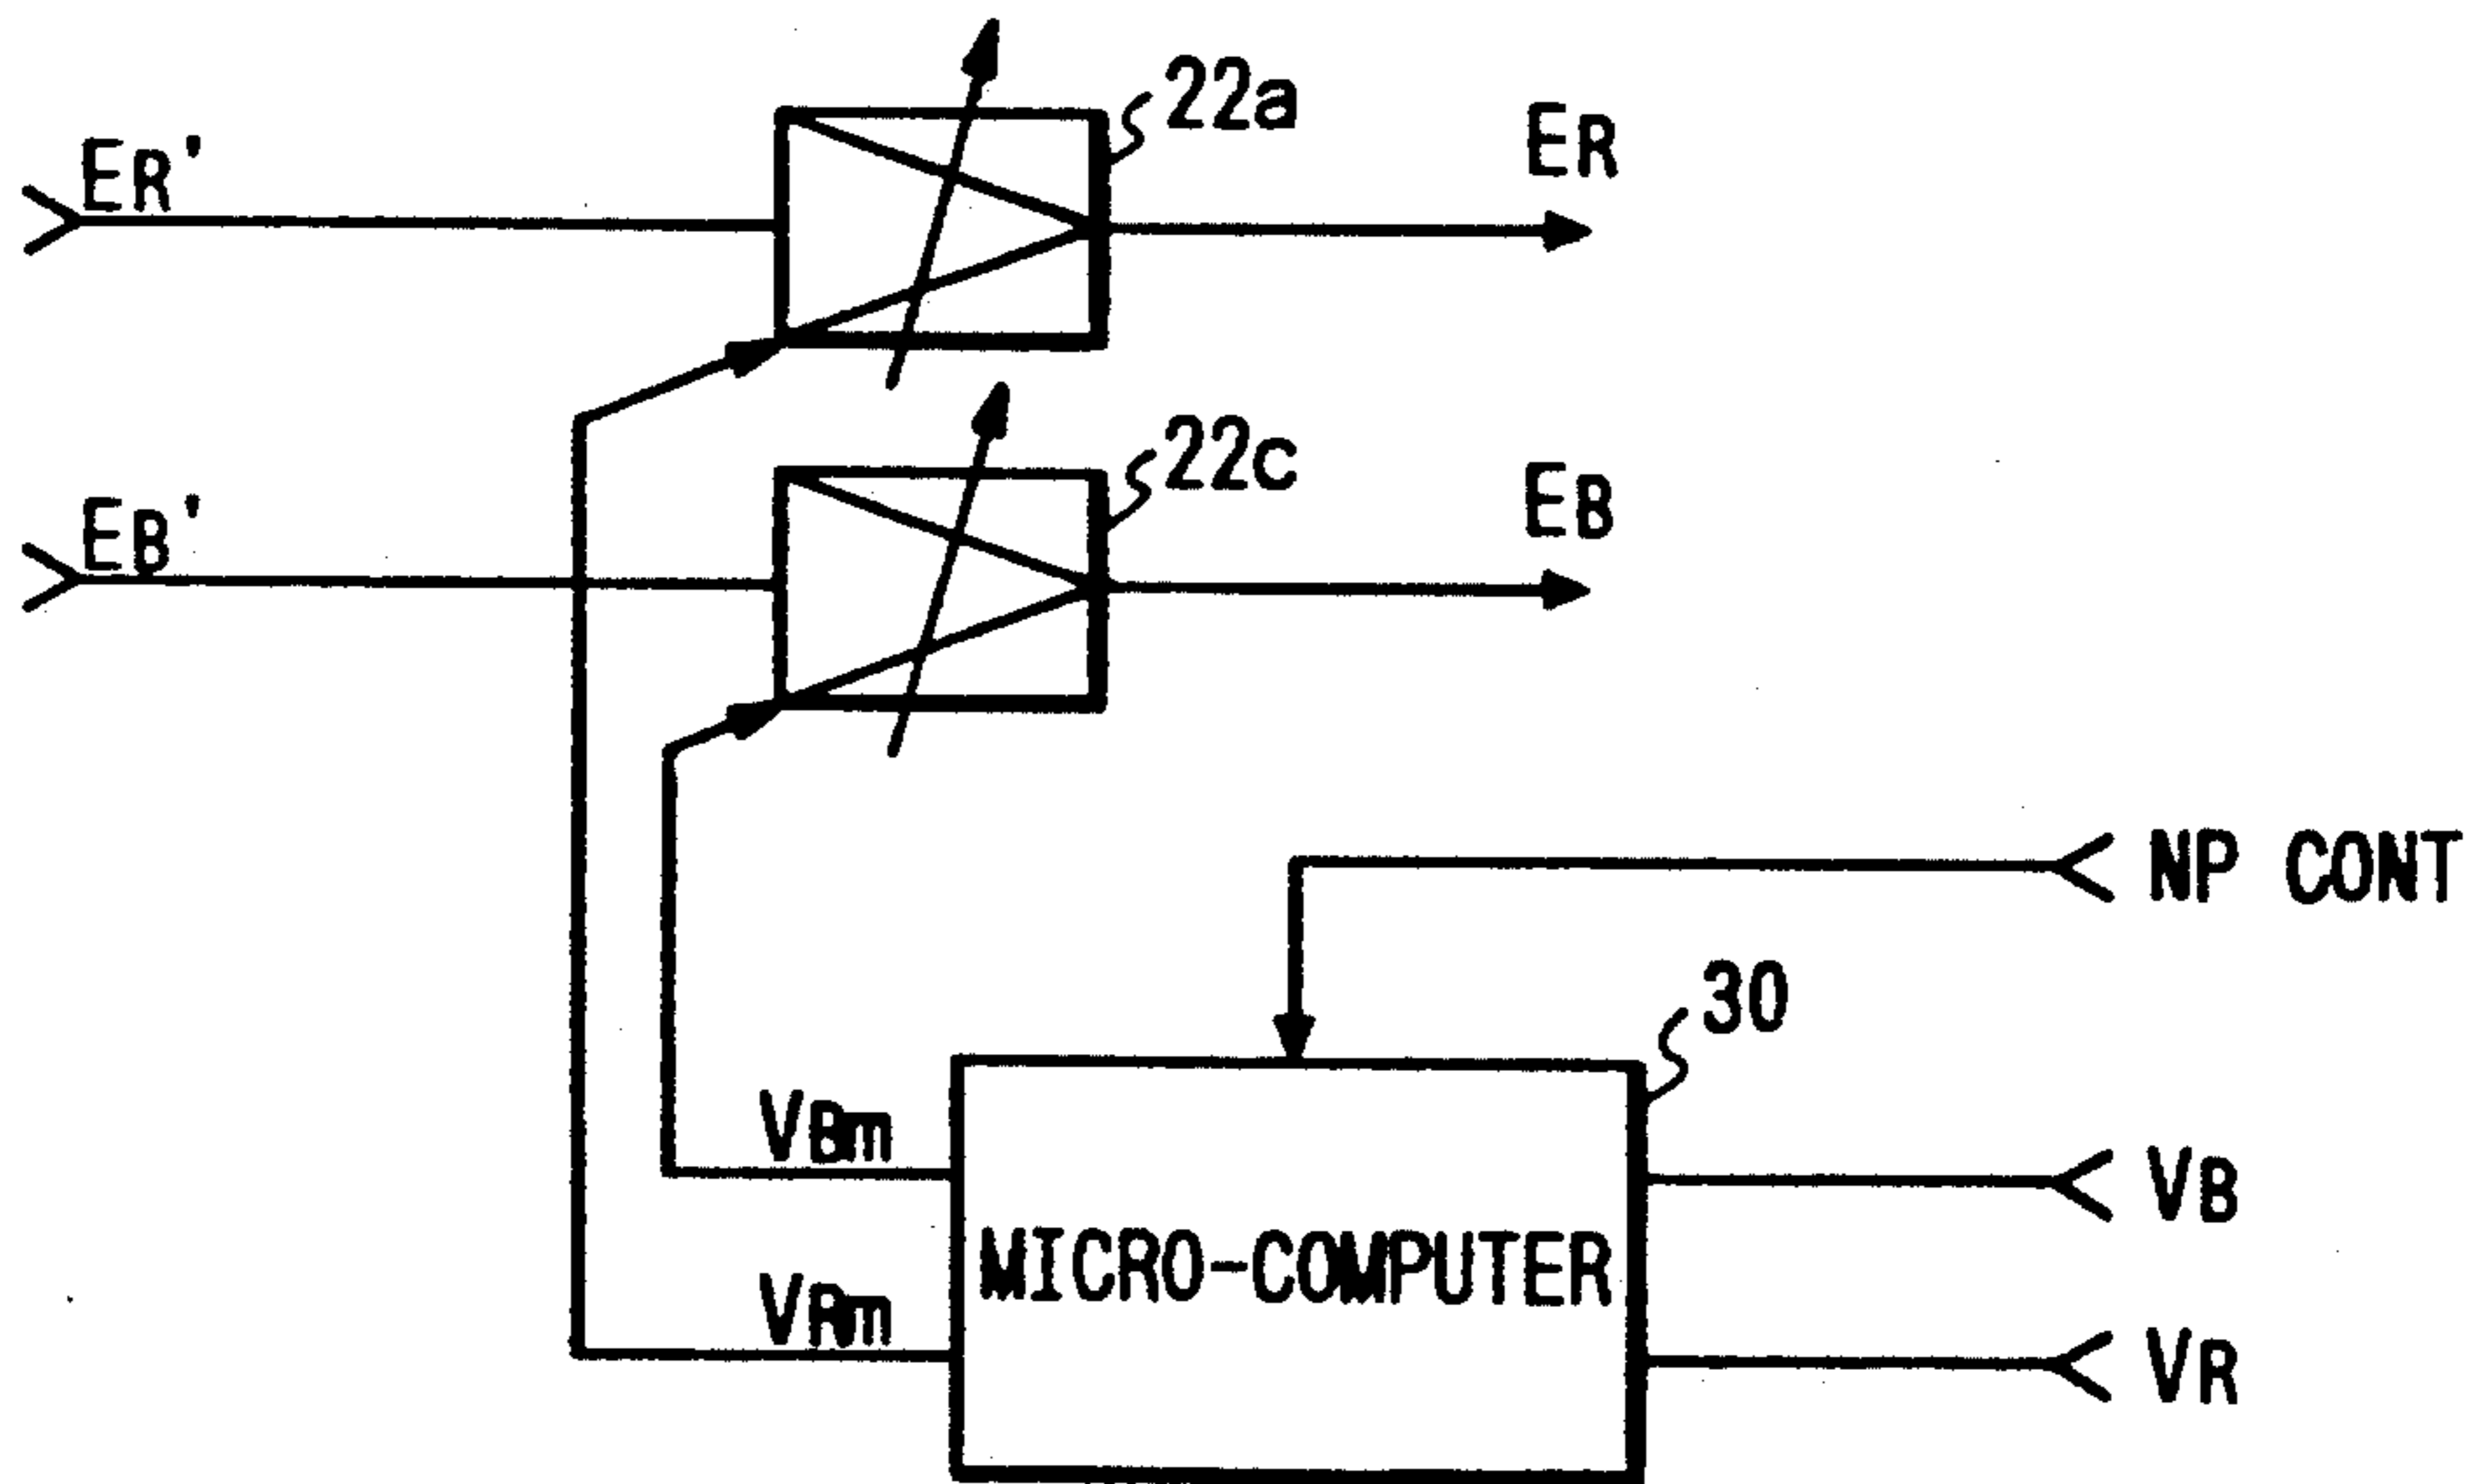 22a
ER'
ER
22c
EB'
EB
NP CONT
30
VBm
VB
MICRO-COMPUTER
VRm
VR